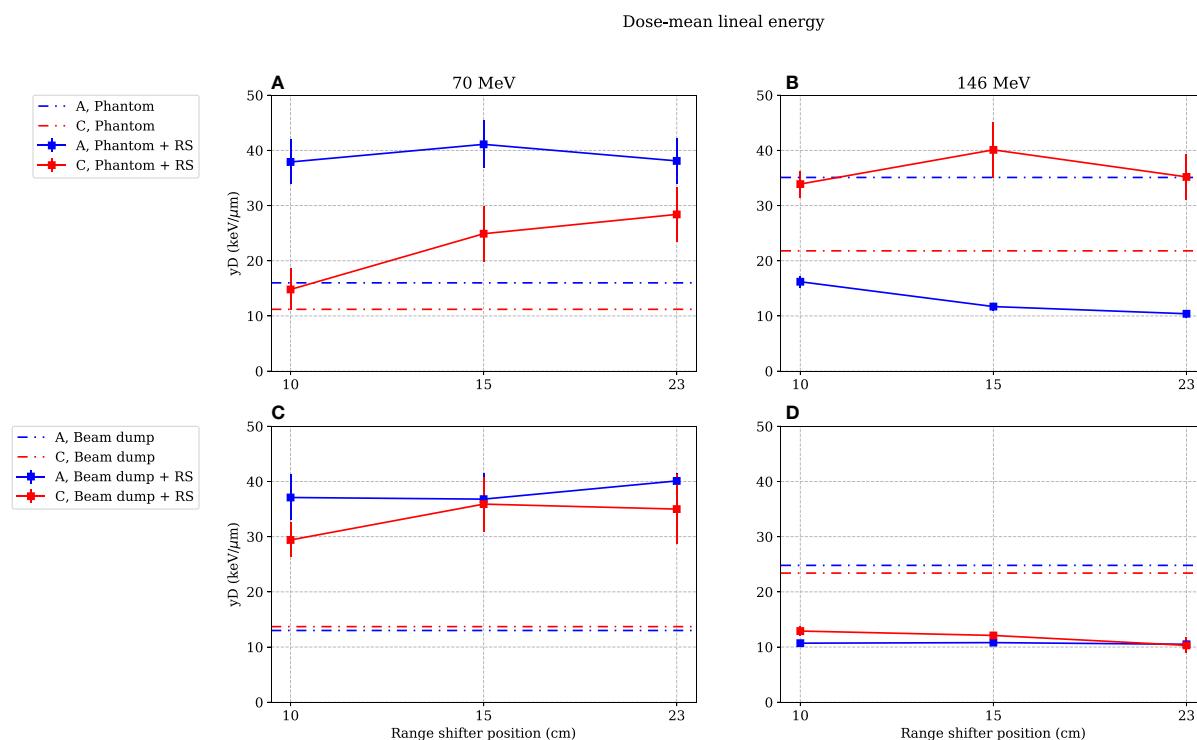 Dose-mean lineal energy
A
70 MeV
B
146 MeV
A, Phantom
C, Phantom
A, Phantom + RS
C, Phantom + RS
yD (keV/μm)
50
40
30
20
10
0
10
15
23
50
40
30
20
10
0
10
15
23
C
D
A, Beam dump
C, Beam dump
A, Beam dump + RS
C, Beam dump + RS
yD (keV/μm)
50
40
30
20
10
0
10
15
23
Range shifter position (cm)
50
40
30
20
10
0
10
15
23
Range shifter position (cm)